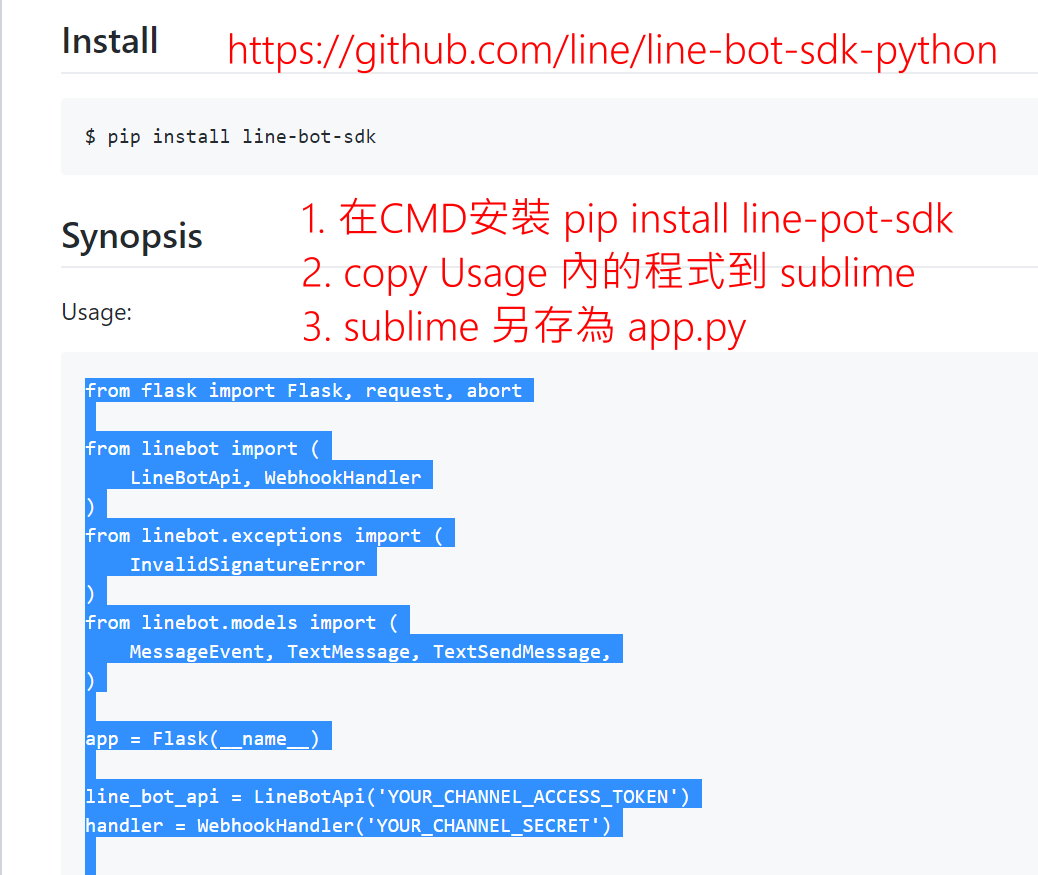 Install
https://github.com/line/line-bot-sdk-python
$ pip install line-bot-sdk
Synopsis
1. 在CMD安裝 pip install line-pot-sdk
2. copy Usage 內的程式到 sublime
Usage:
3. sublime 另存為 app.py
from flask import Flask, request, abort
from linebot import (
    LineBotApi, WebhookHandler
)
from linebot.exceptions import (
    InvalidSignatureError
)
from linebot.models import (
    MessageEvent, TextMessage, TextSendMessage,
)
app = Flask(__name__)
line_bot_api = LineBotApi('YOUR_CHANNEL_ACCESS_TOKEN')
handler = WebhookHandler('YOUR_CHANNEL_SECRET')